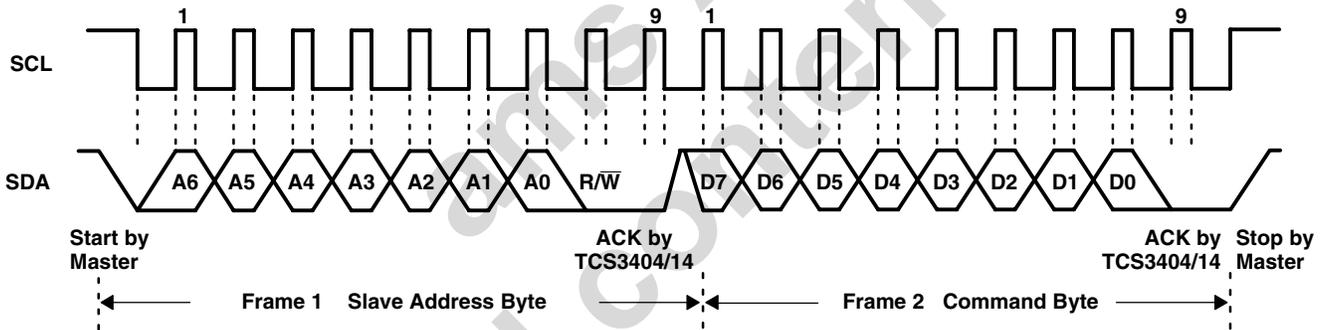 1 9 1 9
SCL
SDA
A6 A5 A4 A3 A2 A1 A0 R/W̅ D7 D6 D5 D4 D3 D2 D1 D0
Start by
Master
ACK by
TCS3404/14
ACK by
TCS3404/14
Stop by
Master
Frame 1 Slave Address Byte
Frame 2 Command Byte
ams